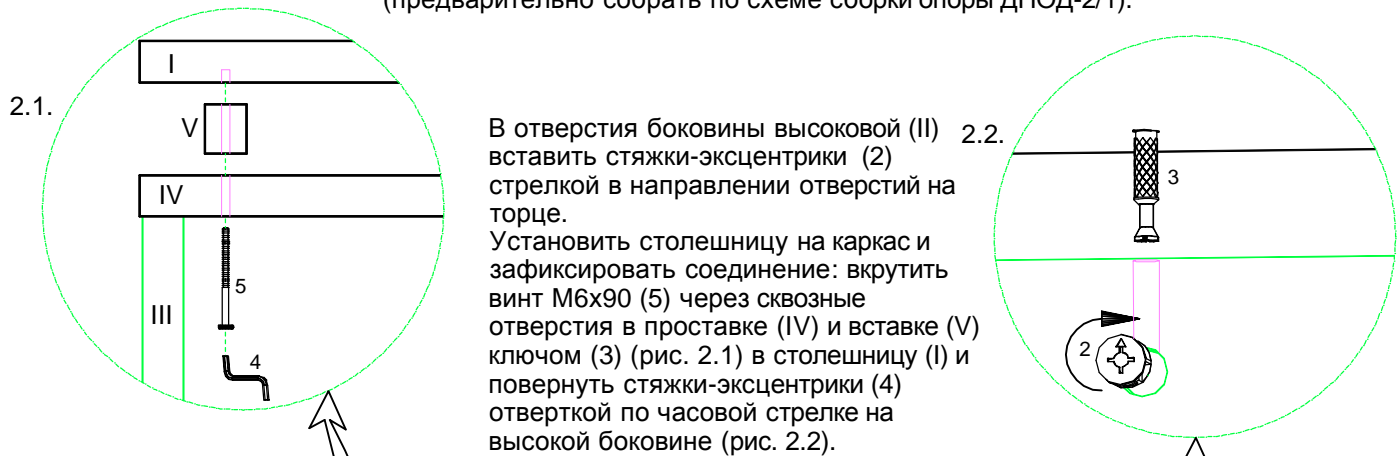 (предварительно собрать по схеме сборки опоры ДПОД-2/1).
2.1.
I
V
IV
5
III
4
В отверстия боковины высоковой (II)
вставить стяжки-эксцентрики (2)
стрелкой в направлении отверстий на
торце.
Установить столешницу на каркас и
зафиксировать соединение: вкрутить
винт М6х90 (5) через сквозные
отверстия в проставке (IV) и вставке (V)
ключом (3) (рис. 2.1) в столешницу (I) и
повернуть стяжки-эксцентрики (4)
отверткой по часовой стрелке на
высокой боковине (рис. 2.2).
2.2.
3
2